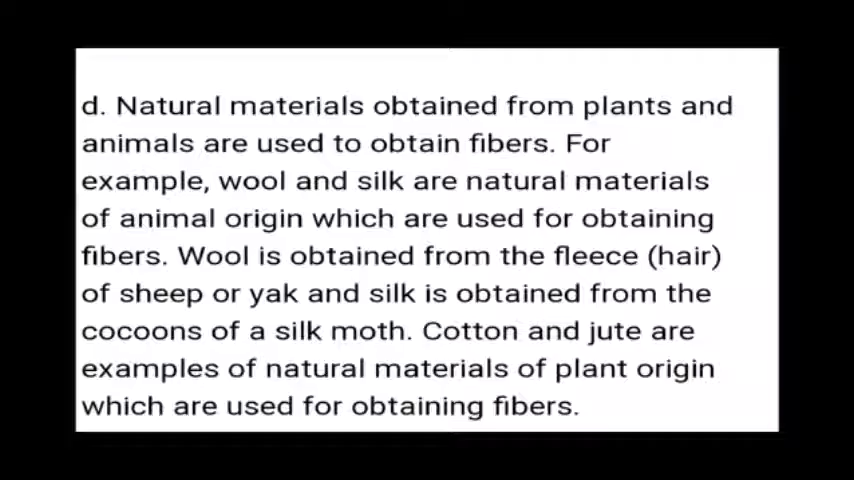 d. Natural materials obtained from plants and
animals are used to obtain fibers. For
example, wool and silk are natural materials
of animal origin which are used for obtaining
fibers. Wool is obtained from the fleece (hair)
of sheep or yak and silk is obtained from the
cocoons of a silk moth. Cotton and jute are
examples of natural materials of plant origin
which are used for obtaining fibers.